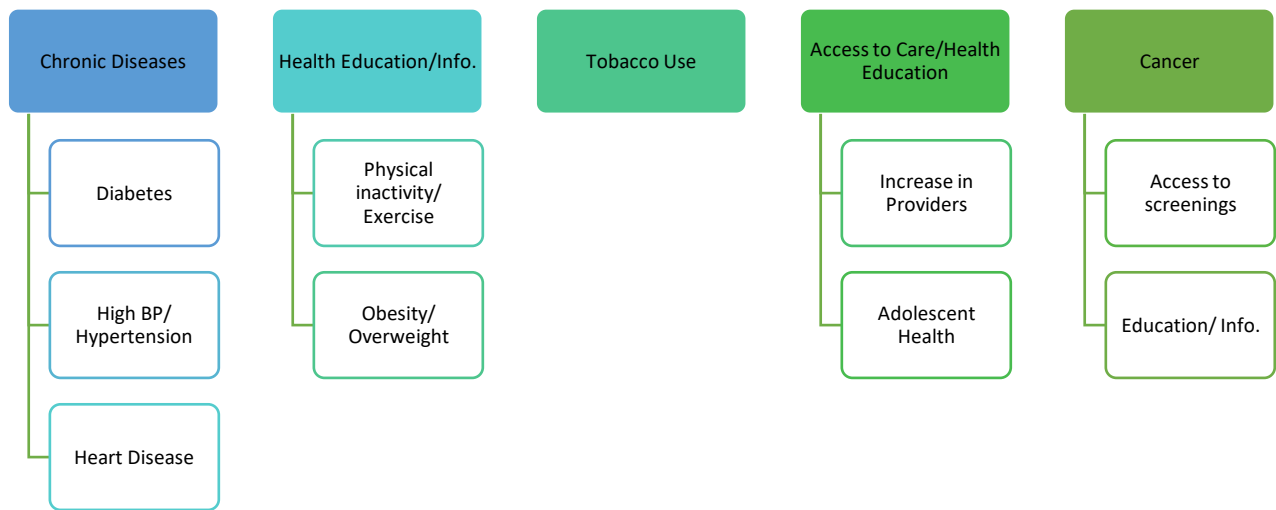 Chronic Diseases
Diabetes
High BP/
Hypertension
Heart Disease
Health Education/Info.
Physical
inactivity/
Exercise
Obesity/
Overweight
Tobacco Use
Access to Care/Health
Education
Increase in
Providers
Adolescent
Health
Cancer
Access to
screenings
Education/ Info.